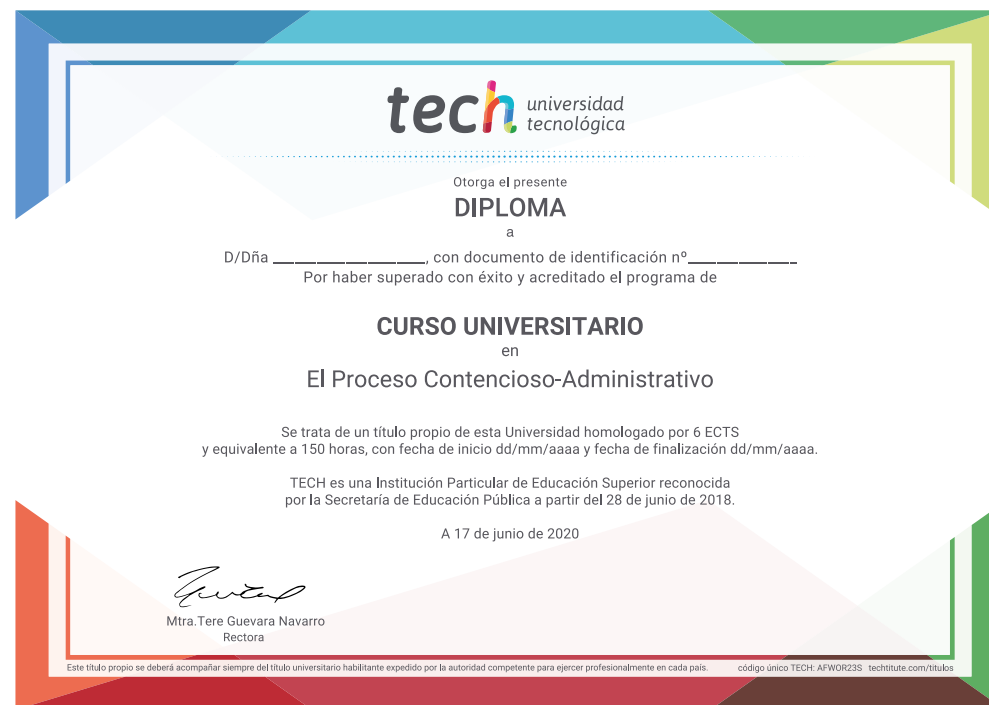 tech universidad
tecnológica
Otorga el presente
DIPLOMA
a
D/Dña ____________________, con documento de identificación nº______________
Por haber superado con éxito y acreditado el programa de
CURSO UNIVERSITARIO
en
El Proceso Contencioso-Administrativo
Se trata de un título propio de esta Universidad homologado por 6 ECTS
y equivalente a 150 horas, con fecha de inicio dd/mm/aaaa y fecha de finalización dd/mm/aaaa.
TECH es una Institución Particular de Educación Superior reconocida
por la Secretaría de Educación Pública a partir del 28 de junio de 2018.
A 17 de junio de 2020
Mtra.Tere Guevara Navarro
Rectora
Este título propio se deberá acompañar siempre del título universitario habilitante expedido por la autoridad competente para ejercer profesionalmente en cada país. código único TECH: AFWOR23S techtitute.com/titulos